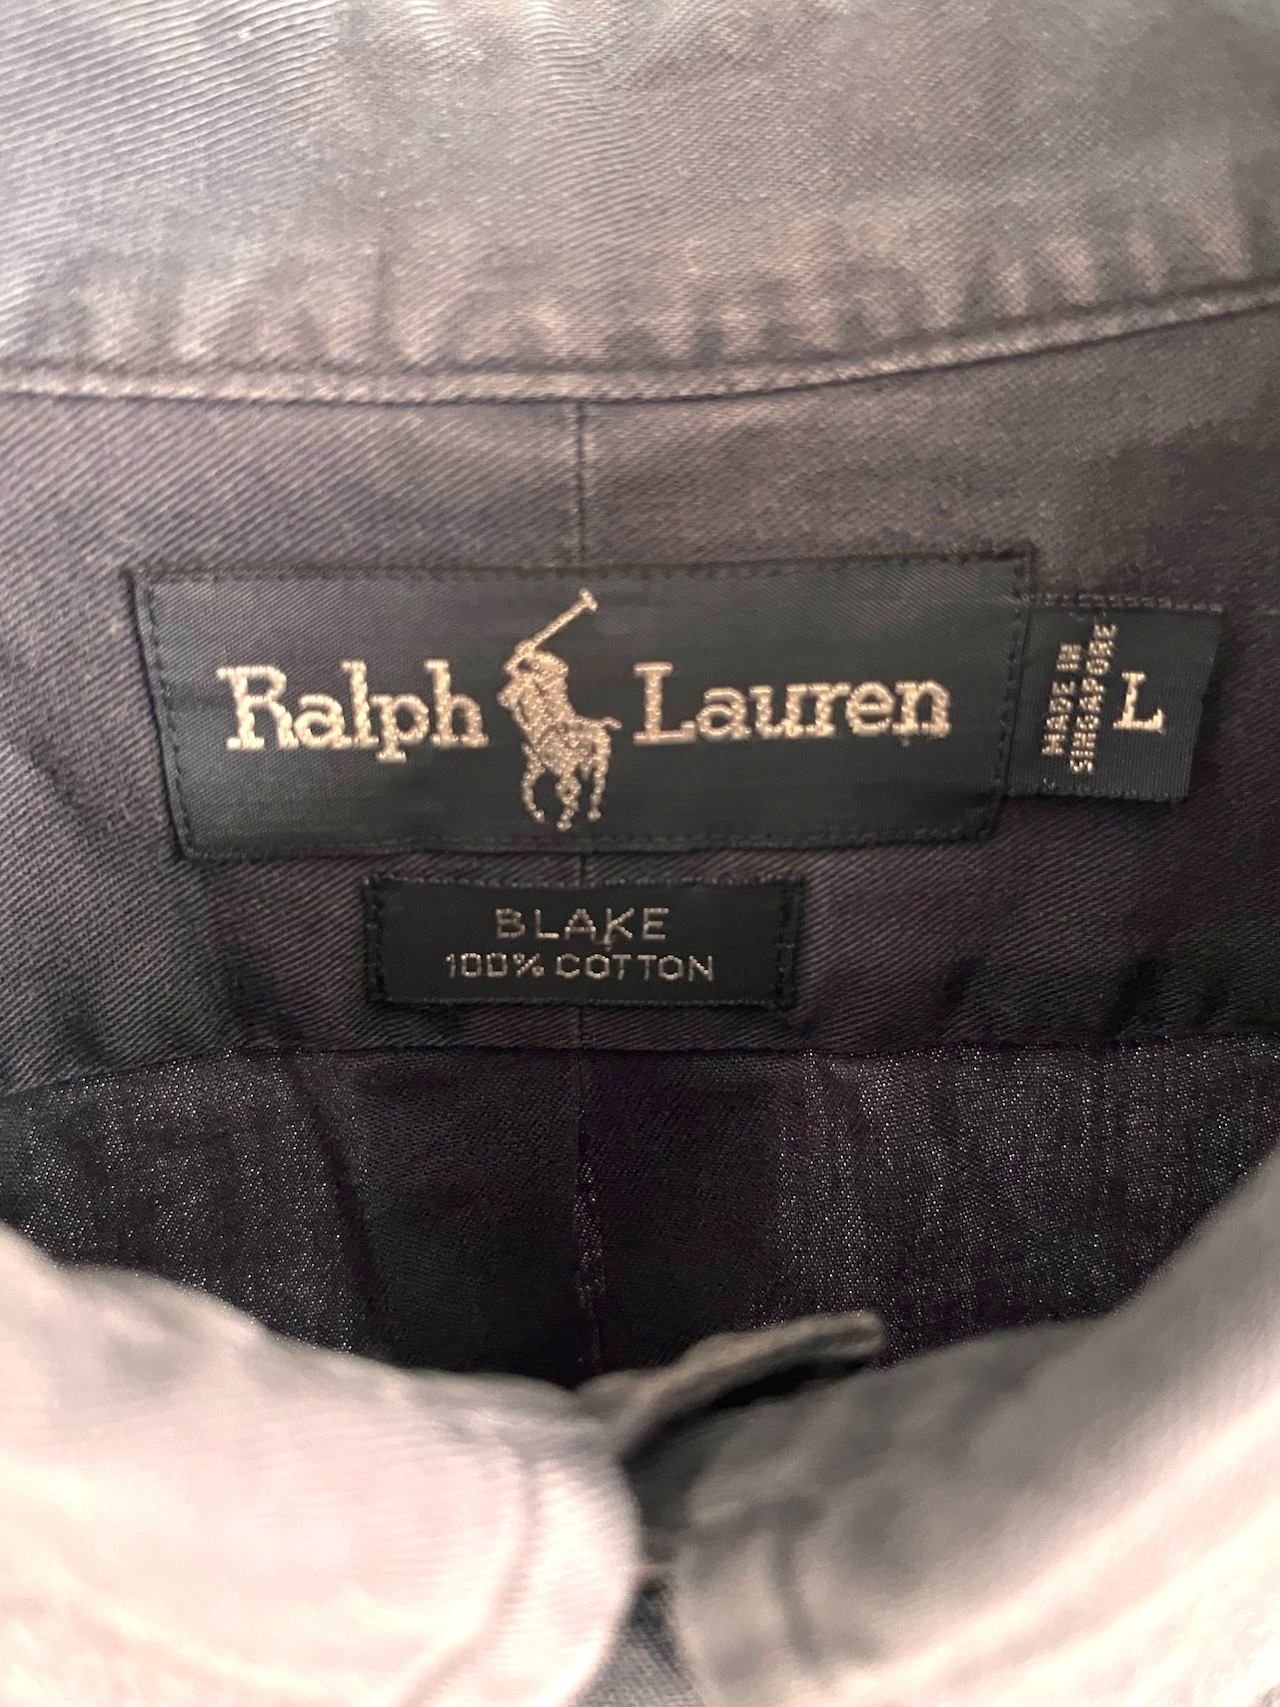 Ralph Lauren
MADE IN
SINGAPORE
L
BLAKE
100% COTTON